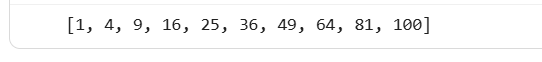 [1, 4, 9, 16, 25, 36, 49, 64, 81, 100]